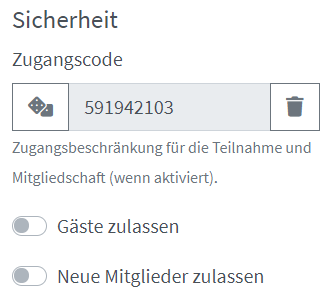 Sicherheit
Zugangscode
591942103
Zugangsbeschränkung für die Teilnahme und
Mitgliedschaft (wenn aktiviert).
Gäste zulassen
Neue Mitglieder zulassen